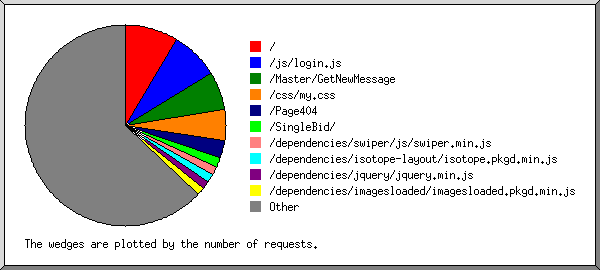 /
/js/login.js
/Master/GetNewMessage
/css/my.css
/Page404
/SingleBid/
/dependencies/swiper/js/swiper.min.js
/dependencies/isotope-layout/isotope.pkgd.min.js
/dependencies/jquery/jquery.min.js
/dependencies/imagesloaded/imagesloaded.pkgd.min.js
Other
The wedges are plotted by the number of requests.